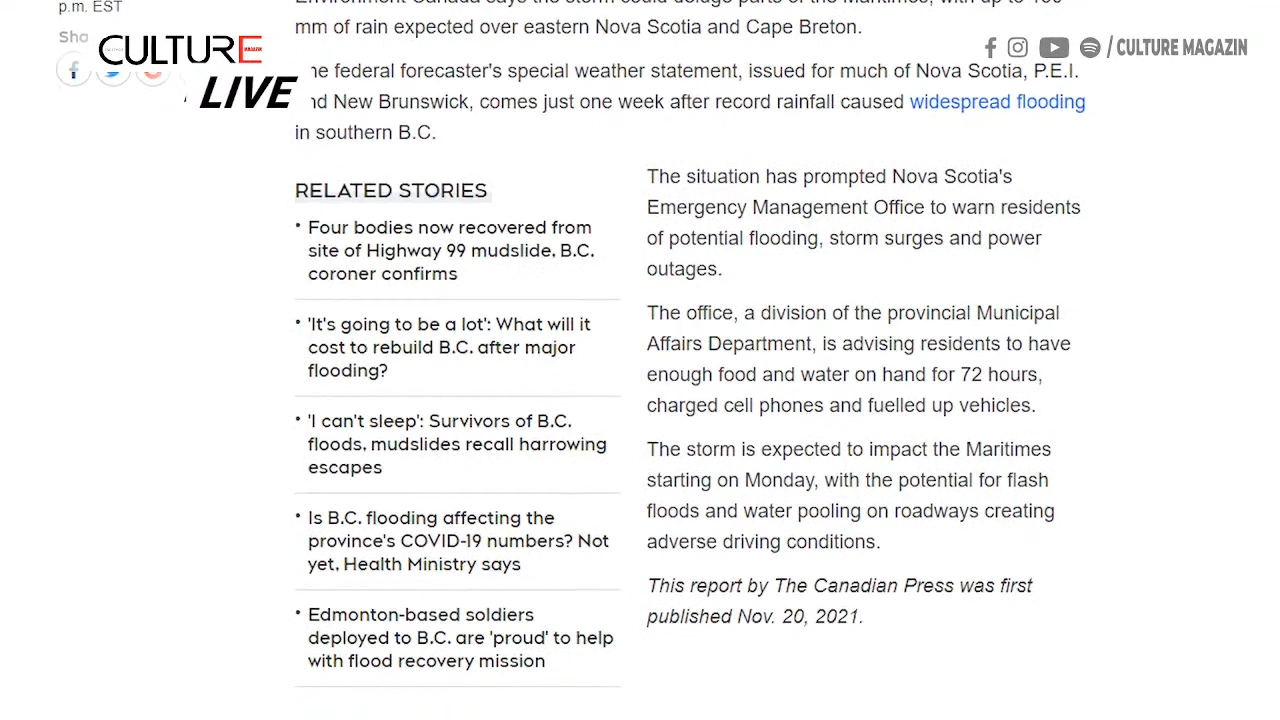 p.m. EST
mm of rain expected over eastern Nova Scotia and Cape Breton.
CULTURE
LIVE
/ CULTURE MAGAZIN
he federal forecaster's special weather statement, issued for much of Nova Scotia, P.E.I.
nd New Brunswick, comes just one week after record rainfall caused widespread flooding
in southern B.C.
RELATED STORIES
• Four bodies now recovered from
site of Highway 99 mudslide, B.C.
coroner confirms
• 'It's going to be a lot': What will it
cost to rebuild B.C. after major
flooding?
• 'I can't sleep': Survivors of B.C.
floods, mudslides recall harrowing
escapes
• Is B.C. flooding affecting the
province's COVID-19 numbers? Not
yet, Health Ministry says
• Edmonton-based soldiers
deployed to B.C. are 'proud' to help
with flood recovery mission
The situation has prompted Nova Scotia's
Emergency Management Office to warn residents
of potential flooding, storm surges and power
outages.
The office, a division of the provincial Municipal
Affairs Department, is advising residents to have
enough food and water on hand for 72 hours,
charged cell phones and fuelled up vehicles.
The storm is expected to impact the Maritimes
starting on Monday, with the potential for flash
floods and water pooling on roadways creating
adverse driving conditions.
This report by The Canadian Press was first
published Nov. 20, 2021.